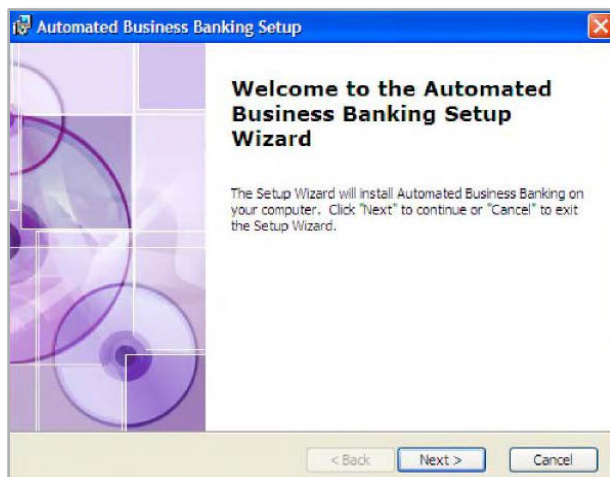 Automated Business Banking Setup
Welcome to the Automated
Business Banking Setup
Wizard
The Setup Wizard will install Automated Business Banking on
your computer. Click "Next" to continue or "Cancel" to exit
the Setup Wizard.
< Back Next > Cancel